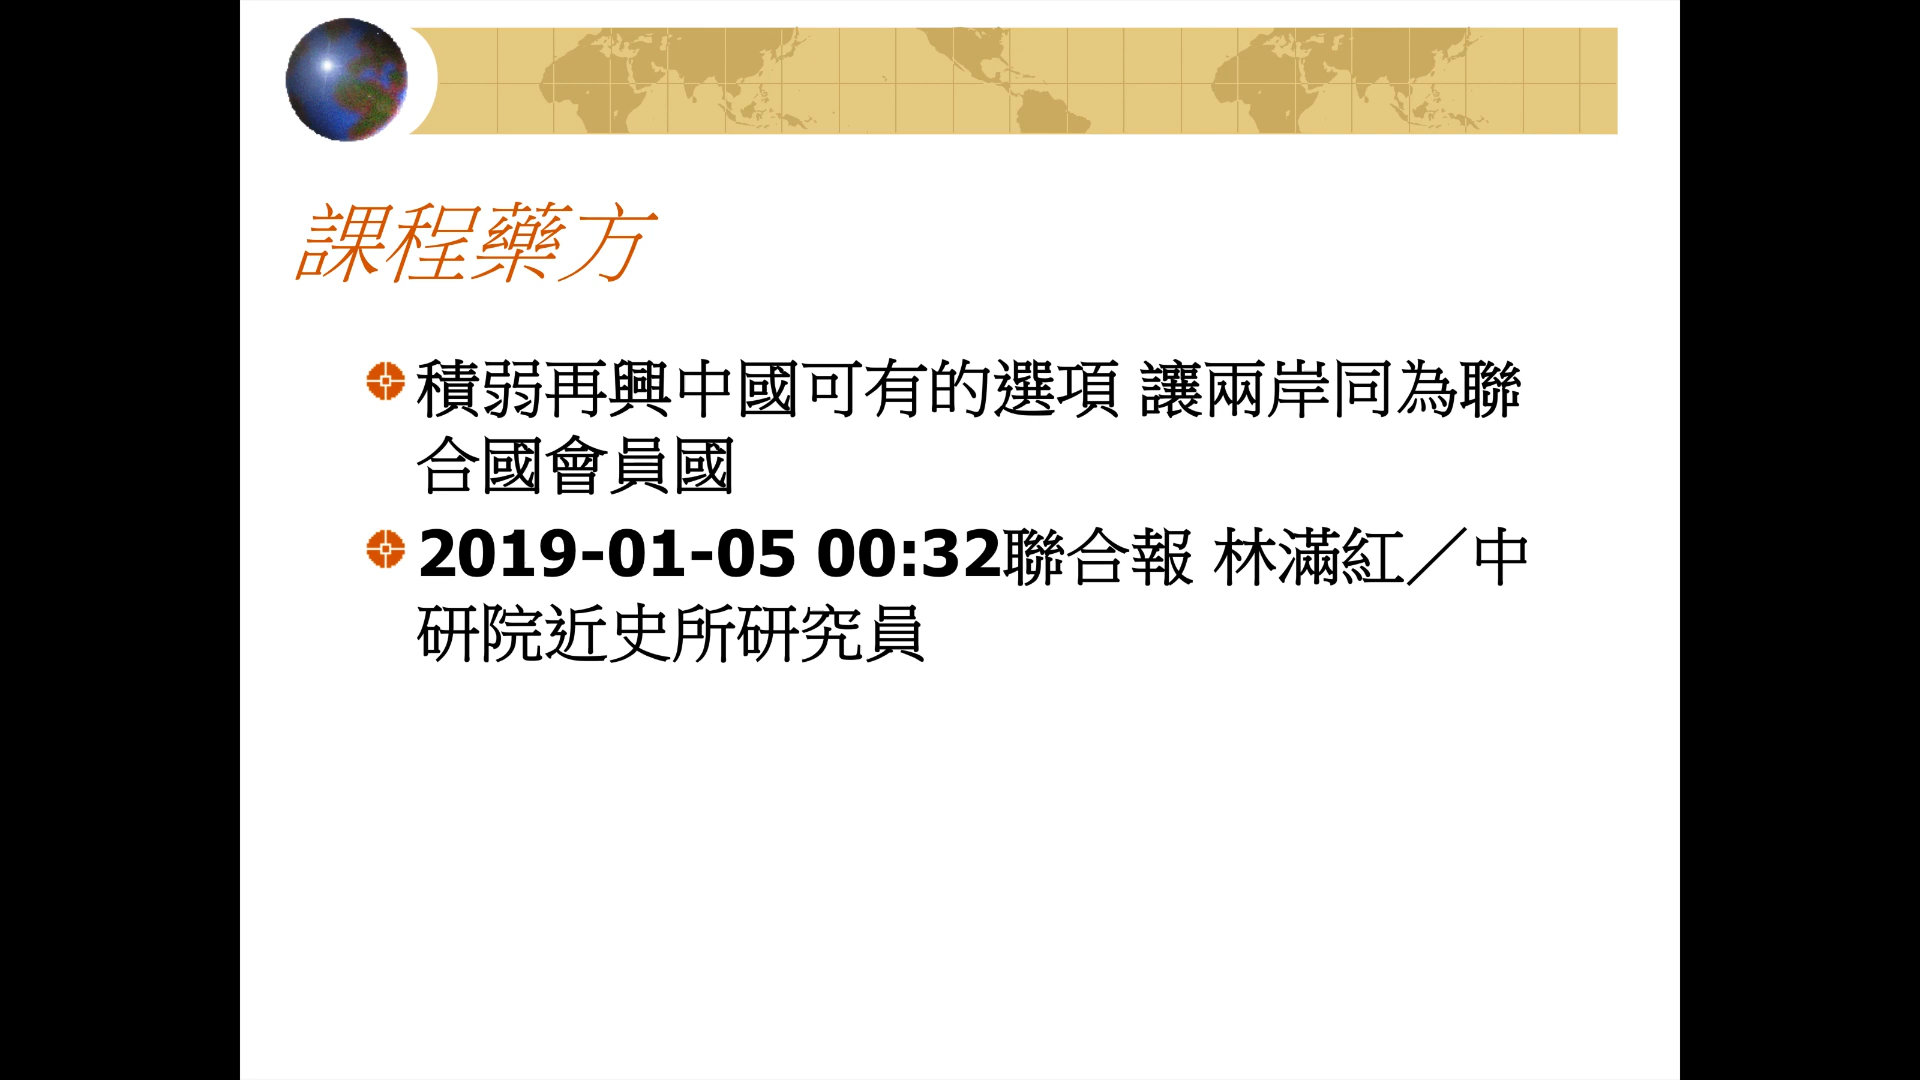 課程藥方
積弱再興中國可有的選項 讓兩岸同為聯
合國會員國
2019-01-05 00:32聯合報 林滿紅／中
研院近史所研究員